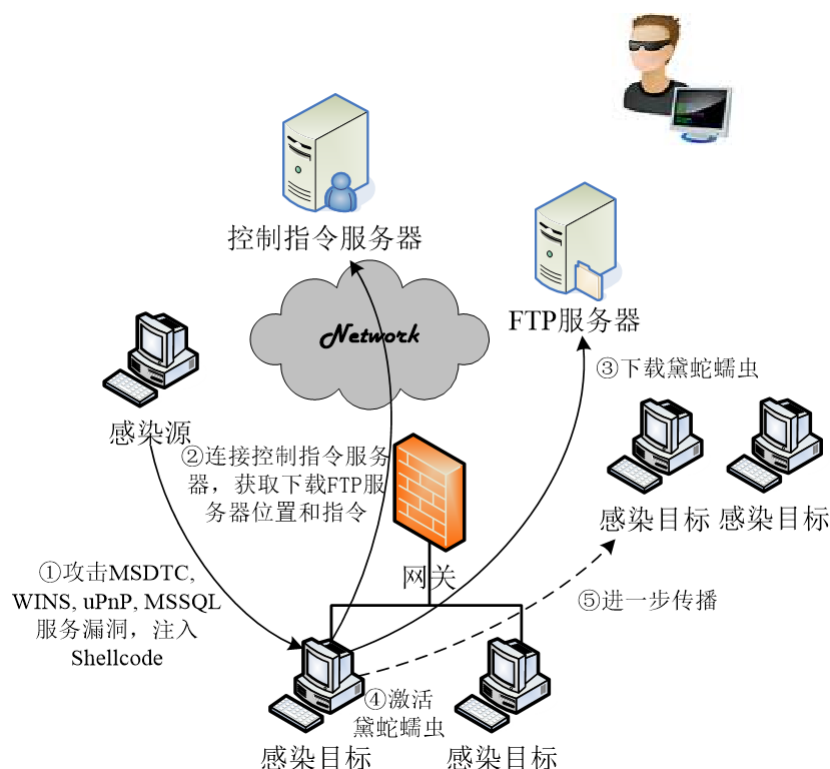 控制指令服务器
FTP服务器
Network
③下载黛蛇蠕虫
感染源
②连接控制指令服务
器，获取下载FTP服
务器位置和指令
感染目标
感染目标
网关
①攻击MSDTC,
WINS, uPnP, MSSQL
服务漏洞，注入
Shellcode
⑤进一步传播
④激活
黛蛇蠕虫
感染目标
感染目标